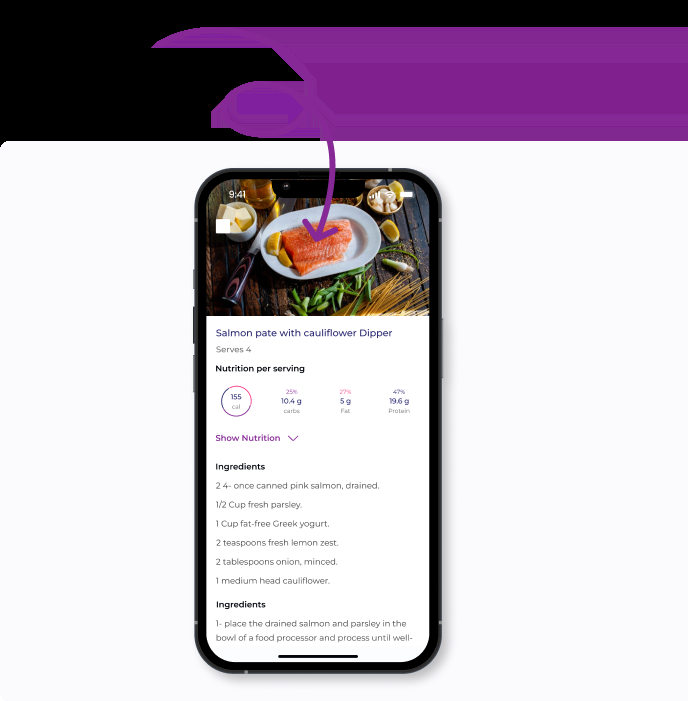 9:41
Salmon pate with cauliflower Dipper
Serves 4
Nutrition per serving
25% 27% 47%
155 10.4 g 5 g 19.6 g
cal carbs Fat Protein
Show Nutrition
Ingredients
2 4- once canned pink salmon, drained.
1/2 Cup fresh parsley.
1 Cup fat-free Greek yogurt.
2 teaspoons fresh lemon zest.
2 tablespoons onion, minced.
1 medium head cauliflower.
Ingredients
1- place the drained salmon and parsley in the
bowl of a food processor and process until well-